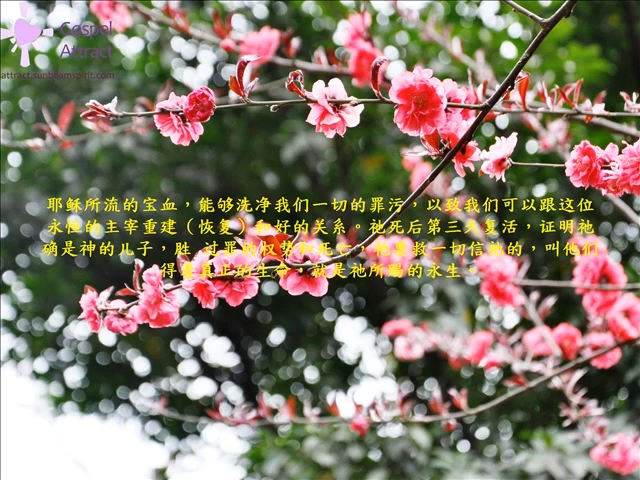 Gospel
Attract
attract.sunbeamspirit.com
耶稣所流的宝血，能够洗净我们一切的罪污，以致我们可以跟这位
永恒的主宰重建（恢复）和好的关系。祂死后第三天复活，证明祂
确是神的儿子，胜 过罪的权势和死亡，祂要救一切信祂的，叫他们
得着真正的生命，就是祂所赐的永生。